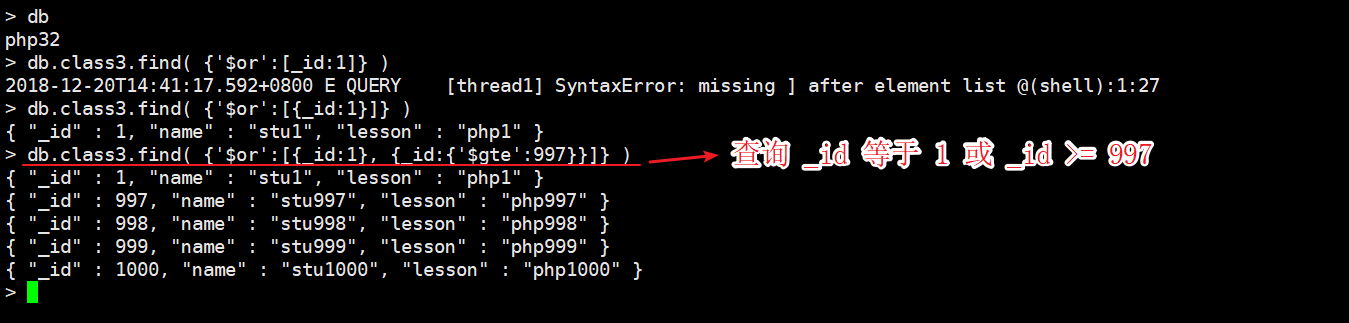 > db
php32
> db.class3.find( {'$or':[_id:1]} )
2018-12-20T14:41:17.592+0800 E QUERY    [thread1] SyntaxError: missing ] after element list @(shell):1:27
> db.class3.find( {'$or':[{_id:1}]} )
{ "_id" : 1, "name" : "stu1", "lesson" : "php1" }
> db.class3.find( {'$or':[{_id:1}, {_id:{'$gte':997}}]} )
查询 _id 等于 1 或 _id >= 997
{ "_id" : 1, "name" : "stu1", "lesson" : "php1" }
{ "_id" : 997, "name" : "stu997", "lesson" : "php997" }
{ "_id" : 998, "name" : "stu998", "lesson" : "php998" }
{ "_id" : 999, "name" : "stu999", "lesson" : "php999" }
{ "_id" : 1000, "name" : "stu1000", "lesson" : "php1000" }
>